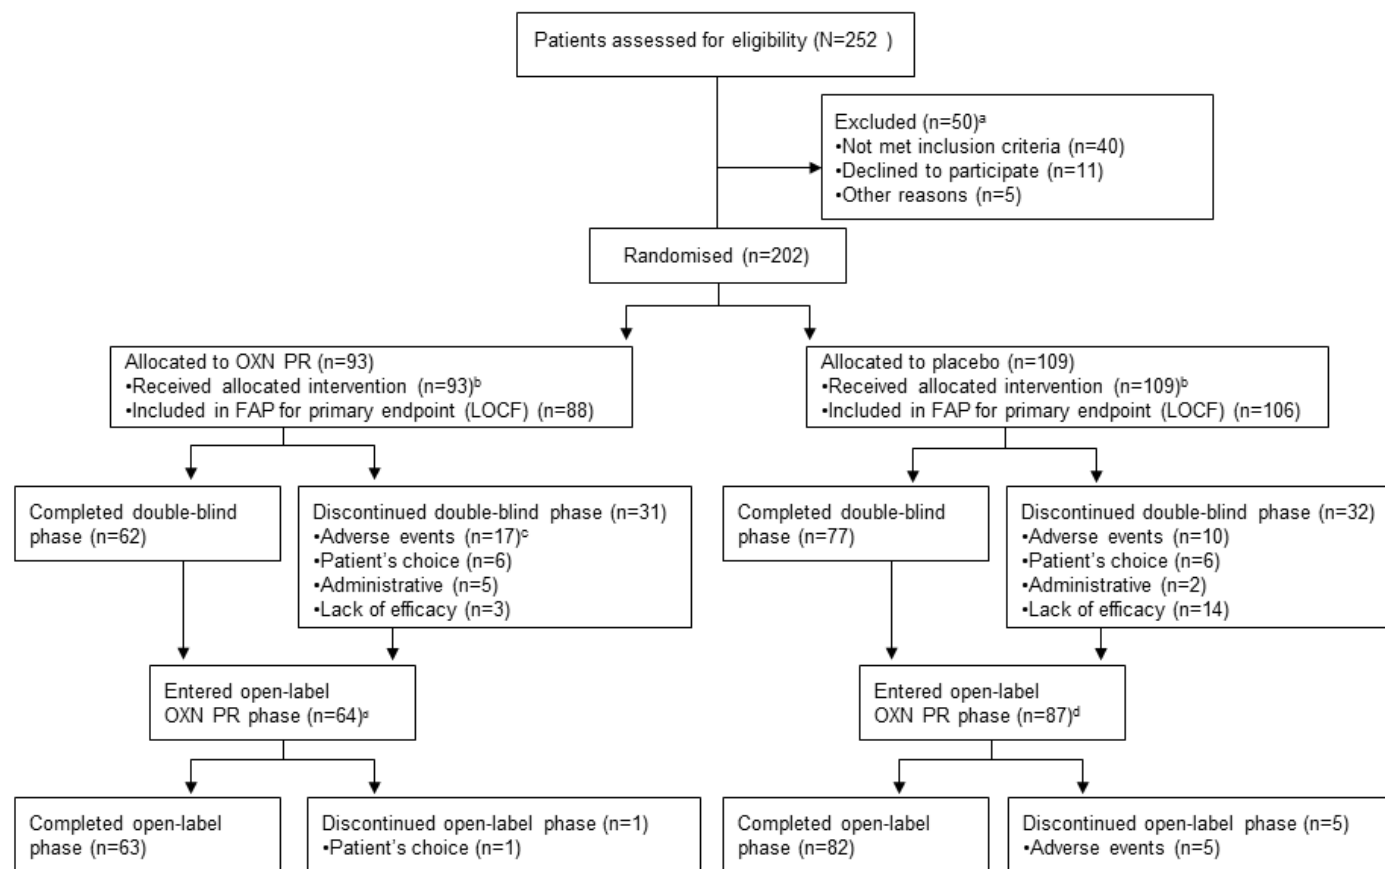 Patients assessed for eligibility (N=252 )
Excluded (n=50)ᵃ
•Not met inclusion criteria (n=40)
•Declined to participate (n=11)
•Other reasons (n=5)
Randomised (n=202)
Allocated to OXN PR (n=93)
•Received allocated intervention (n=93)ᵇ
•Included in FAP for primary endpoint (LOCF) (n=88)
Allocated to placebo (n=109)
•Received allocated intervention (n=109)ᵇ
•Included in FAP for primary endpoint (LOCF) (n=106)
Completed double-blind
phase (n=62)
Discontinued double-blind phase (n=31)
•Adverse events (n=17)ᶜ
•Patient's choice (n=6)
•Administrative (n=5)
•Lack of efficacy (n=3)
Completed double-blind
phase (n=77)
Discontinued double-blind phase (n=32)
•Adverse events (n=10)
•Patient's choice (n=6)
•Administrative (n=2)
•Lack of efficacy (n=14)
Entered open-label
OXN PR phase (n=64)ᵈ
Entered open-label
OXN PR phase (n=87)ᵈ
Completed open-label
phase (n=63)
Discontinued open-label phase (n=1)
•Patient's choice (n=1)
Completed open-label
phase (n=82)
Discontinued open-label phase (n=5)
•Adverse events (n=5)